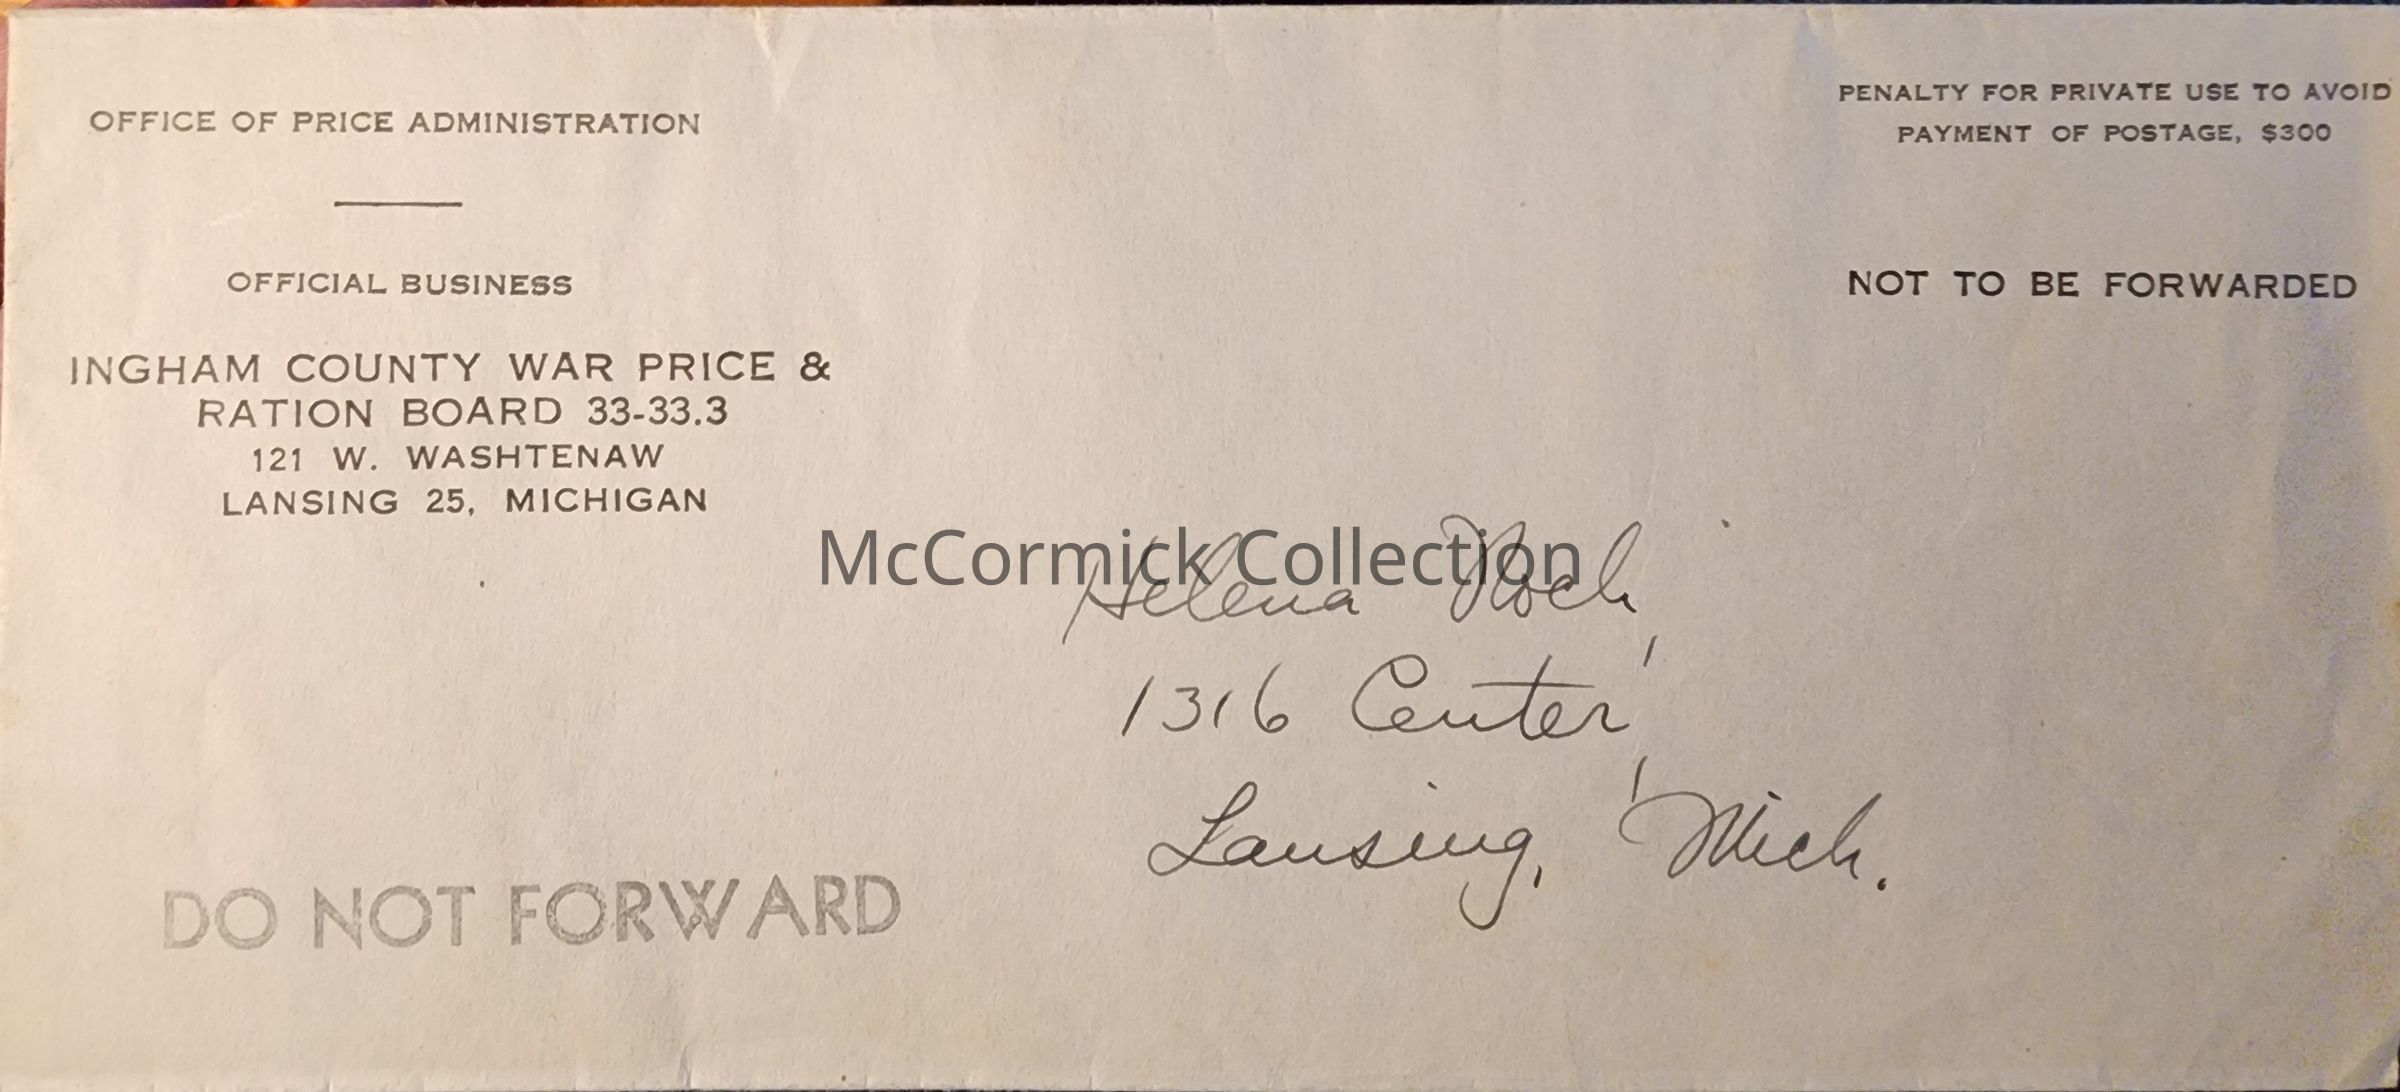 OFFICE OF PRICE ADMINISTRATION
OFFICIAL BUSINESS
INGHAM COUNTY WAR PRICE &
RATION BOARD 33-33.3
121 W. WASHTENAW
LANSING 25, MICHIGAN
PENALTY FOR PRIVATE USE TO AVOID
PAYMENT OF POSTAGE, $300
NOT TO BE FORWARDED
McCormick Collection
Helena
1316 Center
Lansing, Mich.
DO NOT FORWARD